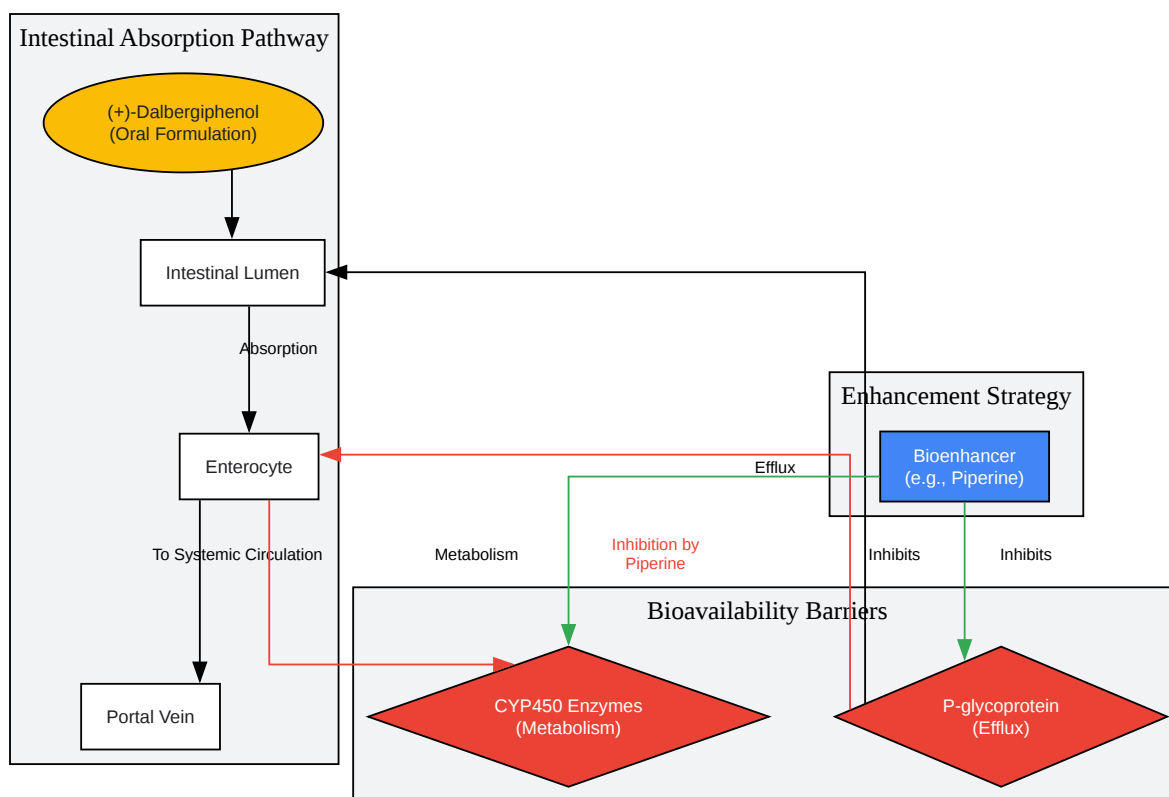 Intestinal Absorption Pathway
(+)-Dalbergiphenol
(Oral Formulation)
Intestinal Lumen
Absorption
Enterocyte
To Systemic Circulation
Portal Vein
Enhancement Strategy
Bioenhancer
(e.g., Piperine)
Efflux
Metabolism
Inhibition by
Piperine
Inhibits
Inhibits
Bioavailability Barriers
CYP450 Enzymes
(Metabolism)
P-glycoprotein
(Efflux)